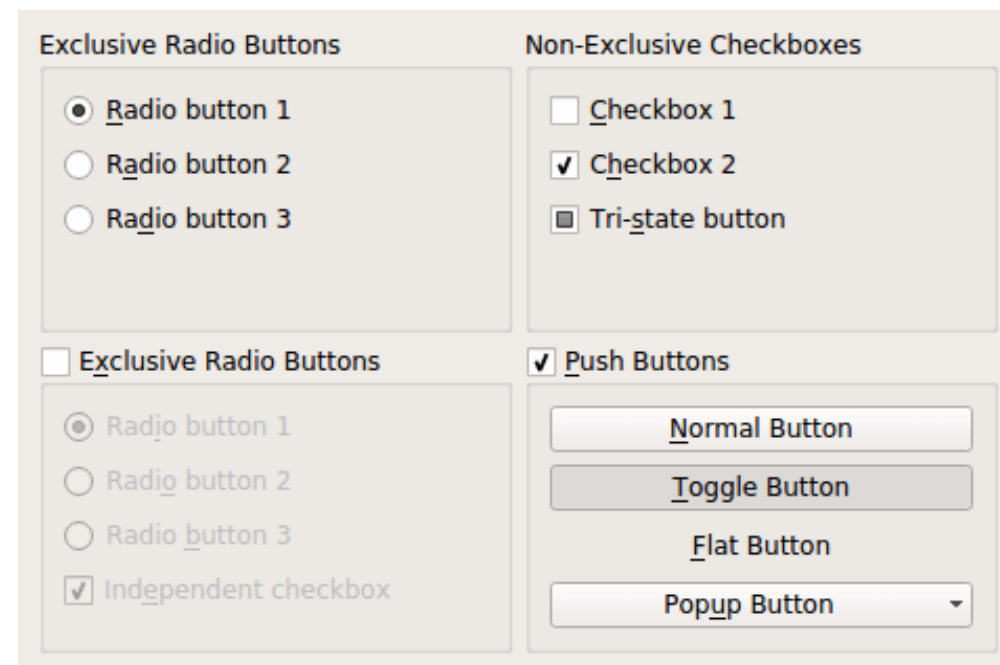 Exclusive Radio Buttons
Radio button 1
Radio button 2
Radio button 3
Non-Exclusive Checkboxes
Checkbox 1
Checkbox 2
Tri-state button
Exclusive Radio Buttons
Radio button 1
Radio button 2
Radio button 3
Independent checkbox
Push Buttons
Normal Button
Toggle Button
Flat Button
Popup Button